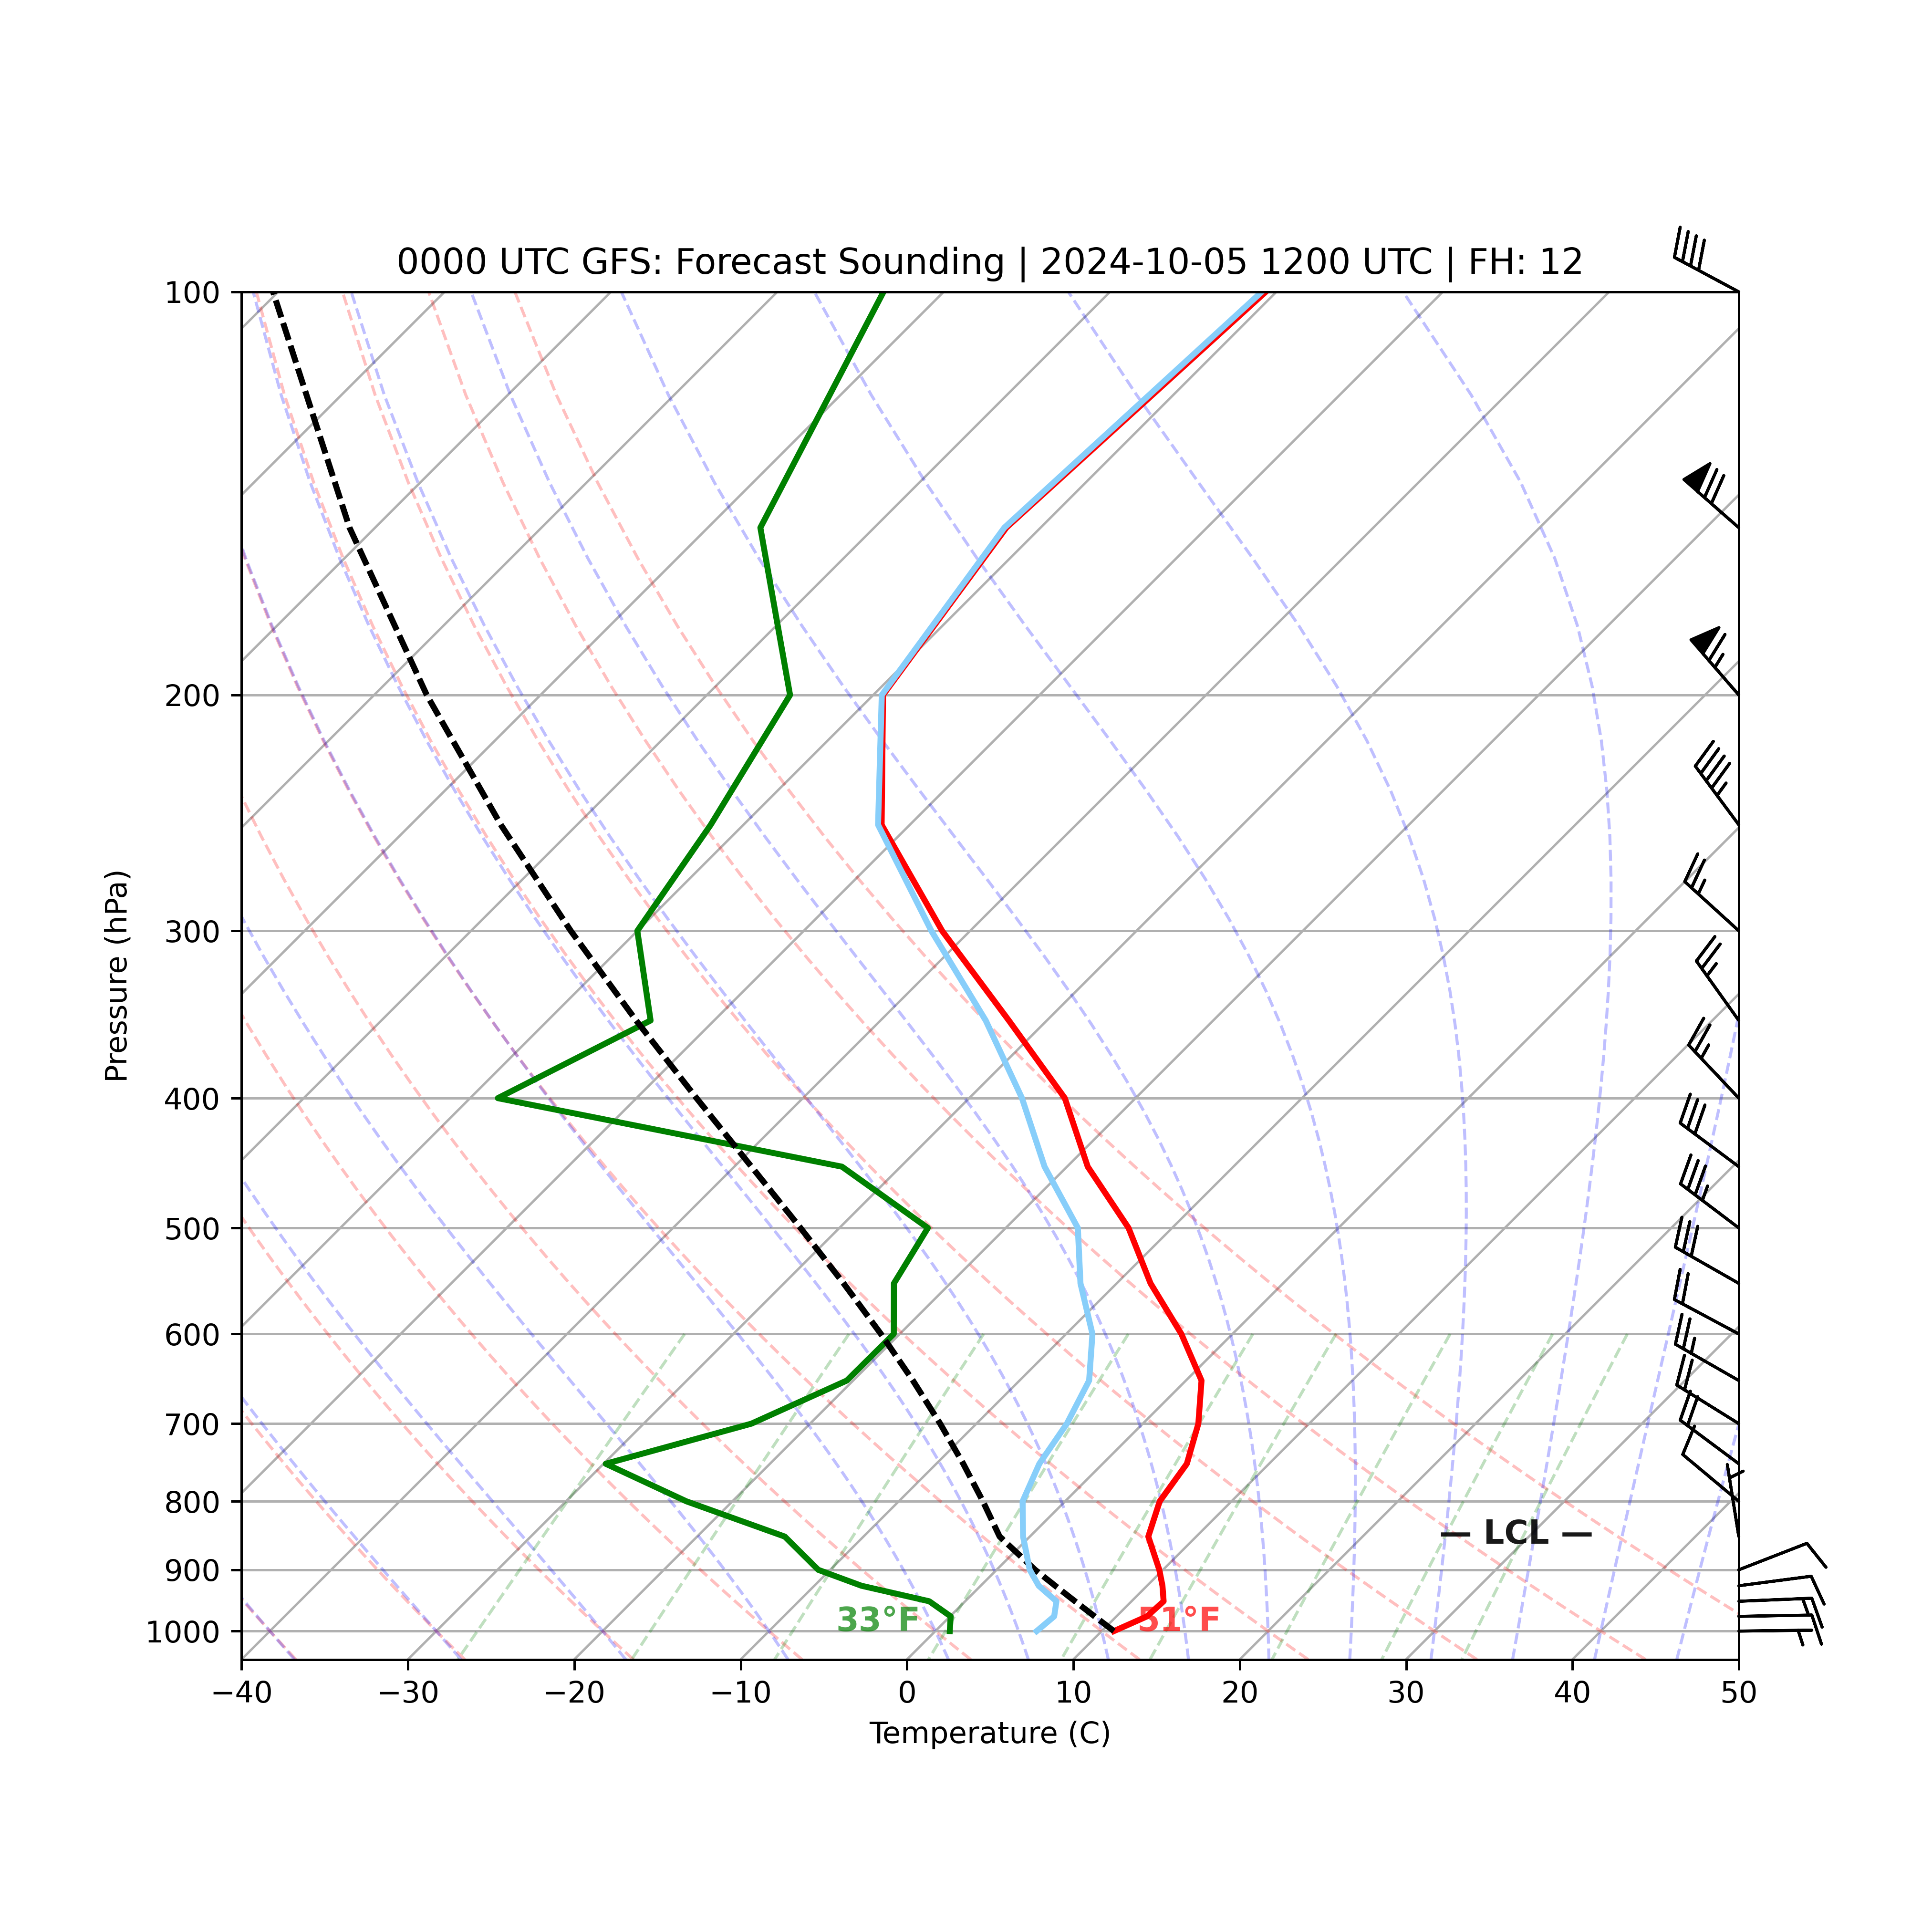 0000 UTC GFS: Forecast Sounding | 2024-10-05 1200 UTC | FH: 12
100
200
300
400
500
600
700
800
900
1000
Pressure (hPa)
— LCL —
33°F
51°F
−40 −30 −20 −10 0 10 20 30 40 50
Temperature (C)